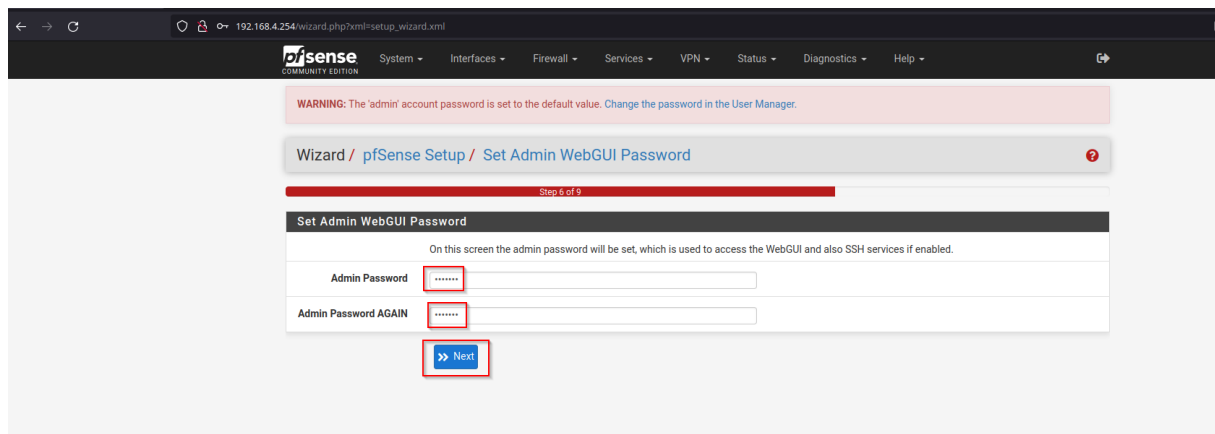 192.168.4.254/wizard.php?xml=setup_wizard.xml
pfsense System Interfaces Firewall Services VPN Status Diagnostics Help
COMMUNITY EDITION
WARNING: The 'admin' account password is set to the default value. Change the password in the User Manager.
Wizard / pfSense Setup / Set Admin WebGUI Password
Step 6 of 9
Set Admin WebGUI Password
On this screen the admin password will be set, which is used to access the WebGUI and also SSH services if enabled.
Admin Password •••••••
Admin Password AGAIN •••••••
Next